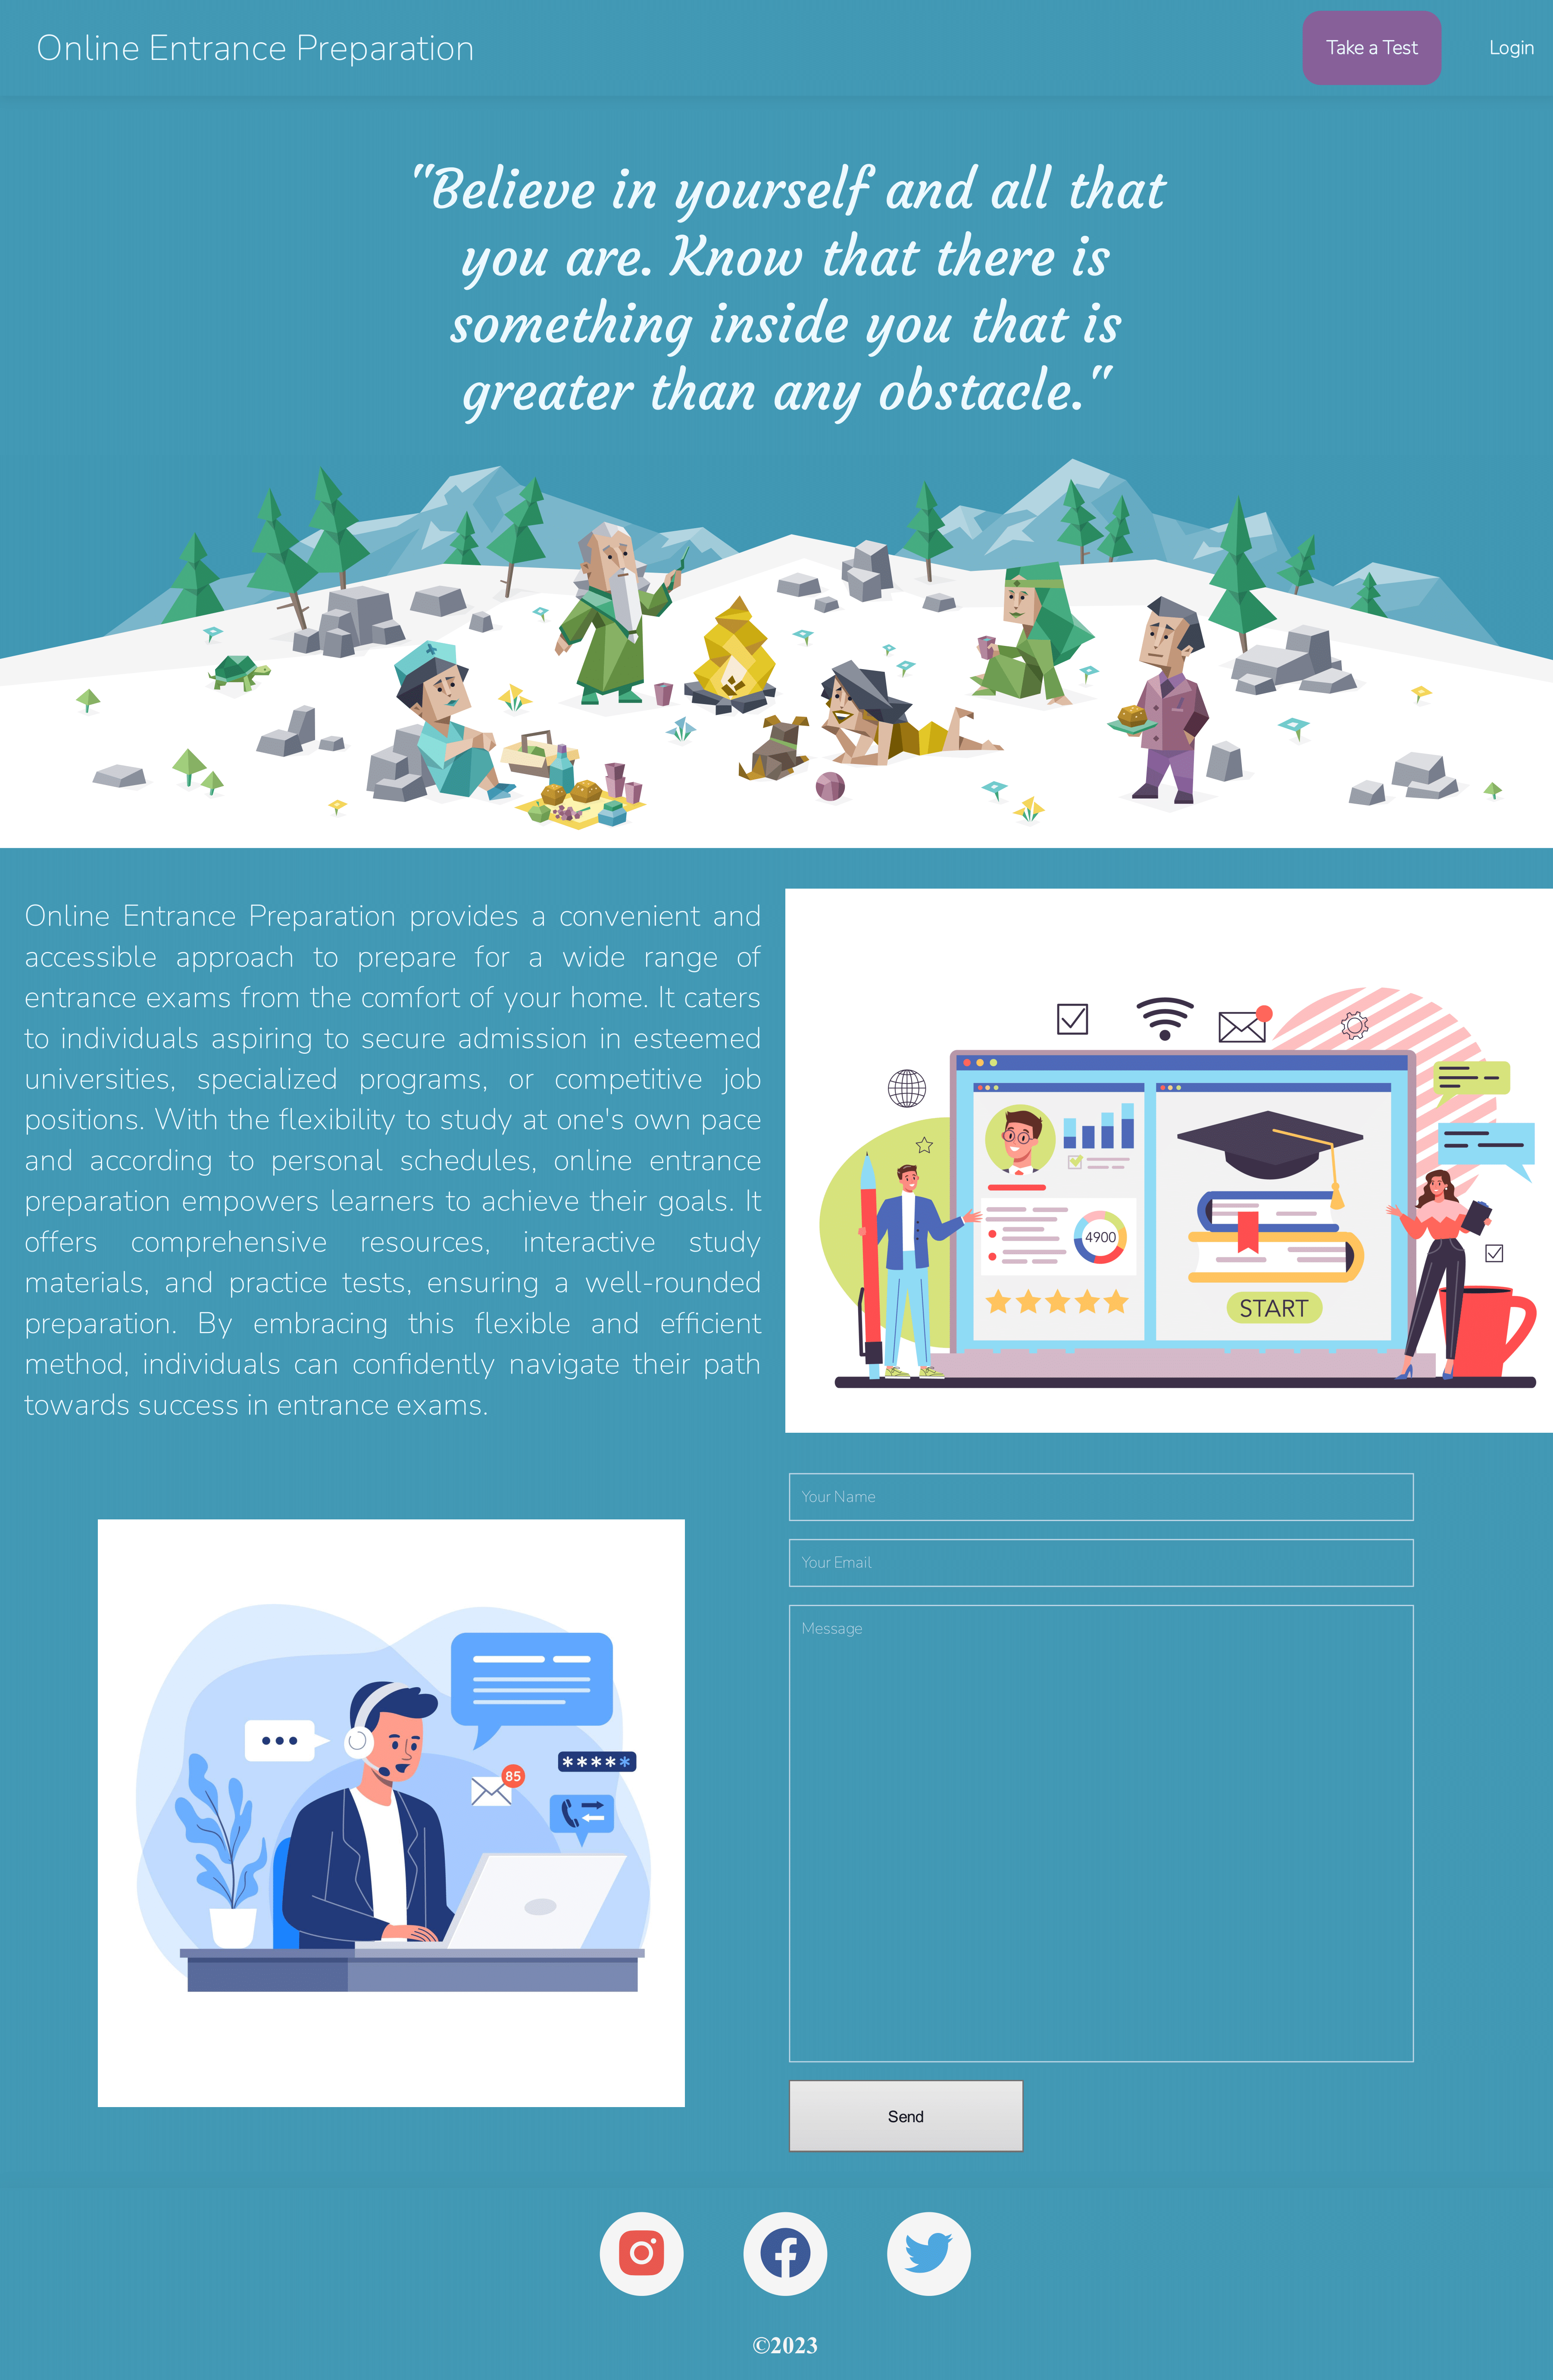 Online Entrance Preparation
Take a Test
Login
"Believe in yourself and all that
you are. Know that there is
something inside you that is
greater than any obstacle."
Online Entrance Preparation provides a convenient and
accessible approach to prepare for a wide range of
entrance exams from the comfort of your home. It caters
to individuals aspiring to secure admission in esteemed
universities, specialized programs, or competitive job
positions. With the flexibility to study at one's own pace
and according to personal schedules, online entrance
preparation empowers learners to achieve their goals. It
offers comprehensive resources, interactive study
materials, and practice tests, ensuring a well-rounded
preparation. By embracing this flexible and efficient
method, individuals can confidently navigate their path
towards success in entrance exams.
4900
START
Your Name
Your Email
Message
85
*****
Send
©2023